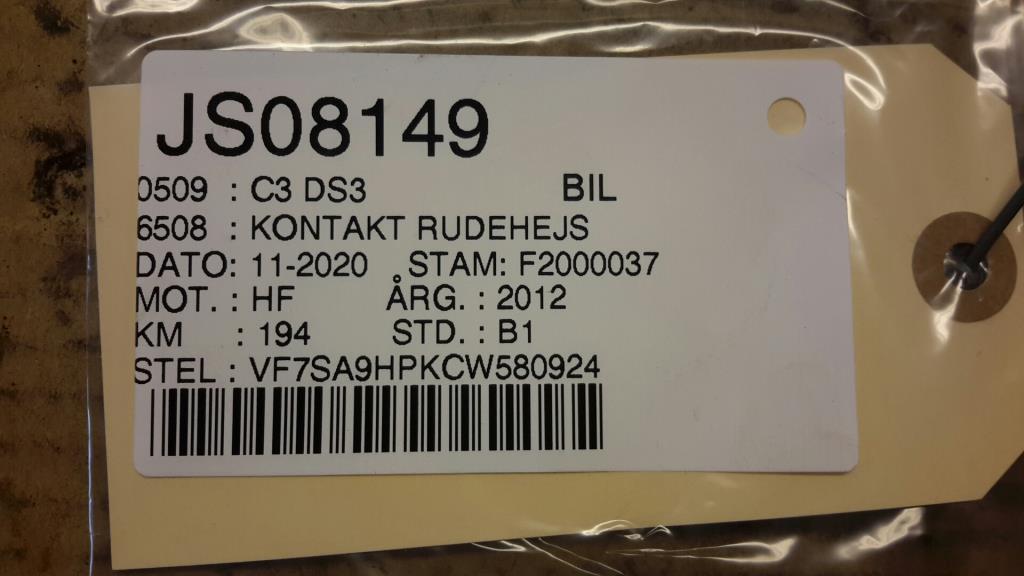 JS08149
0509 : C3 DS3 BIL
6508 : KONTAKT RUDEHEJS
DATO: 11-2020 STAM: F2000037
MOT. : HF ÅRG. : 2012
KM : 194 STD. : B1
STEL : VF7SA9HPKCW580924